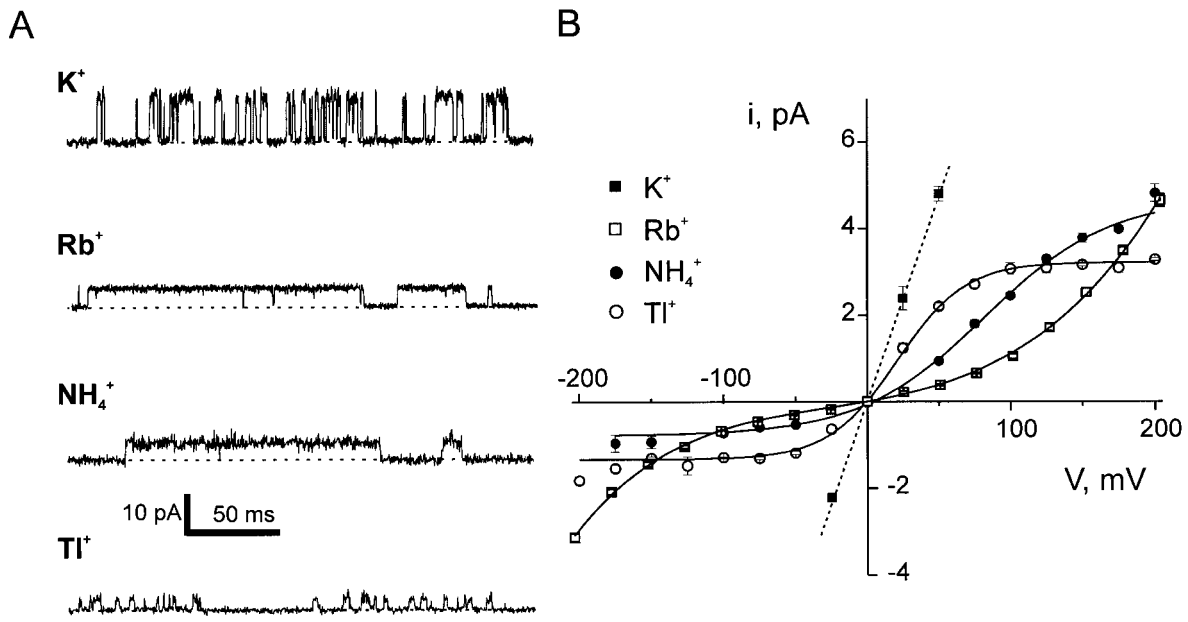 A
K⁺
Rb⁺
NH₄⁺
10 pA
50 ms
Tl⁺
B
i, pA
6
4
2
K⁺
Rb⁺
NH₄⁺
Tl⁺
-200
-100
100
200
V, mV
-2
-4